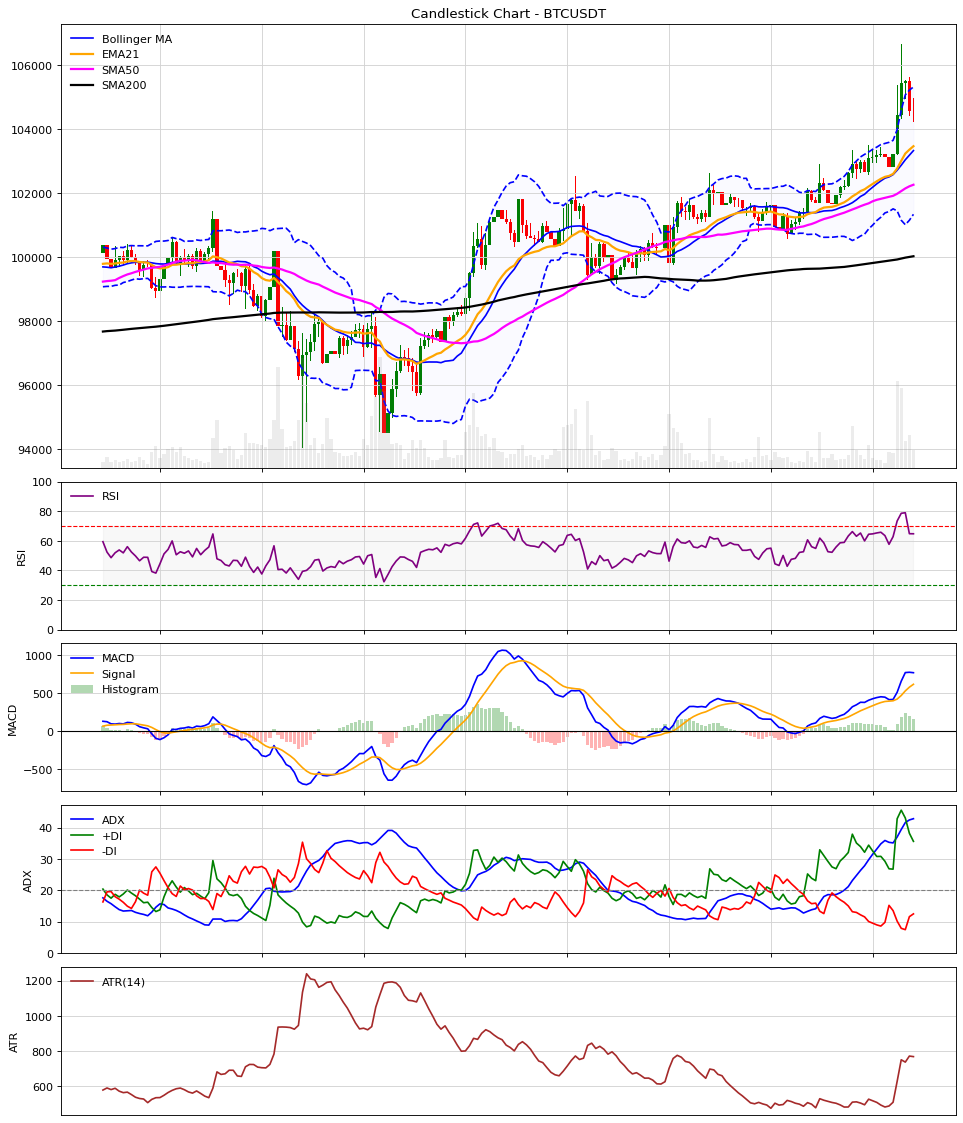 Candlestick Chart - BTCUSDT
Bollinger MA
EMA21
SMA50
SMA200
106000
104000
102000
100000
98000
96000
94000
RSI
100
80
60
40
20
0
RSI
MACD
Signal
Histogram
1000
500
0
−500
MACD
ADX
+DI
-DI
40
30
20
10
0
ADX
ATR(14)
1200
1000
800
600
ATR